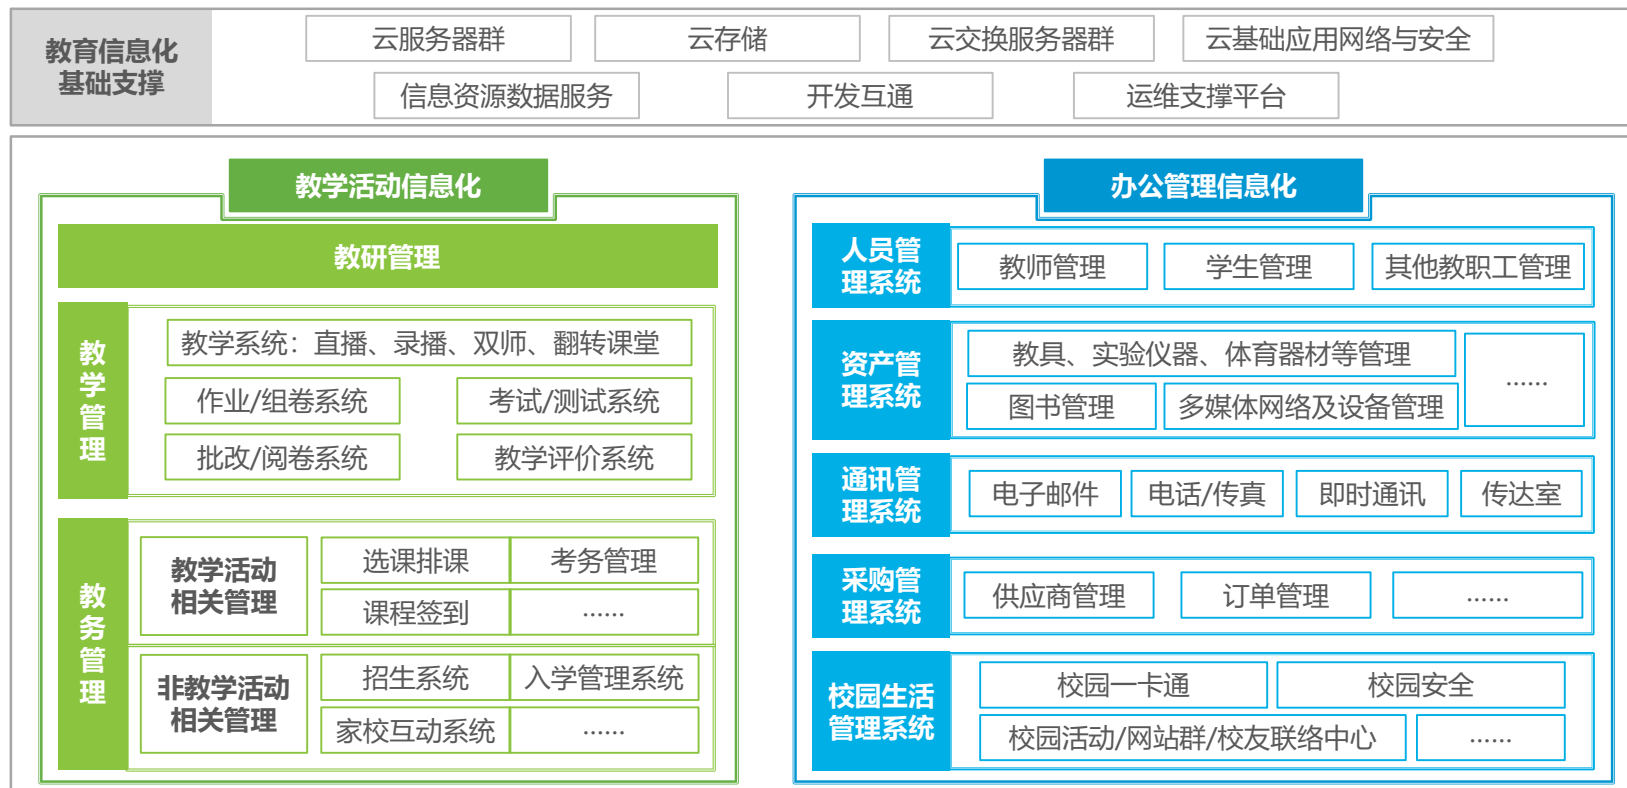 教育信息化
基础支撑
云服务器群
云存储
云交换服务器群
云基础应用网络与安全
信息资源数据服务
开发互通
运维支撑平台
教学活动信息化
教研管理
教学管理
教学系统：直播、录播、双师、翻转课堂
作业/组卷系统
考试/测试系统
批改/阅卷系统
教学评价系统
教务管理
教学活动
相关管理
选课排课
考务管理
课程签到
……
非教学活动
相关管理
招生系统
入学管理系统
家校互动系统
……
办公管理信息化
人员管
理系统
教师管理
学生管理
其他教职工管理
资产管
理系统
教具、实验仪器、体育器材等管理
图书管理
多媒体网络及设备管理
……
通讯管
理系统
电子邮件
电话/传真
即时通讯
传达室
采购管
理系统
供应商管理
订单管理
……
校园生活
管理系统
校园一卡通
校园安全
校园活动/网站群/校友联络中心
……